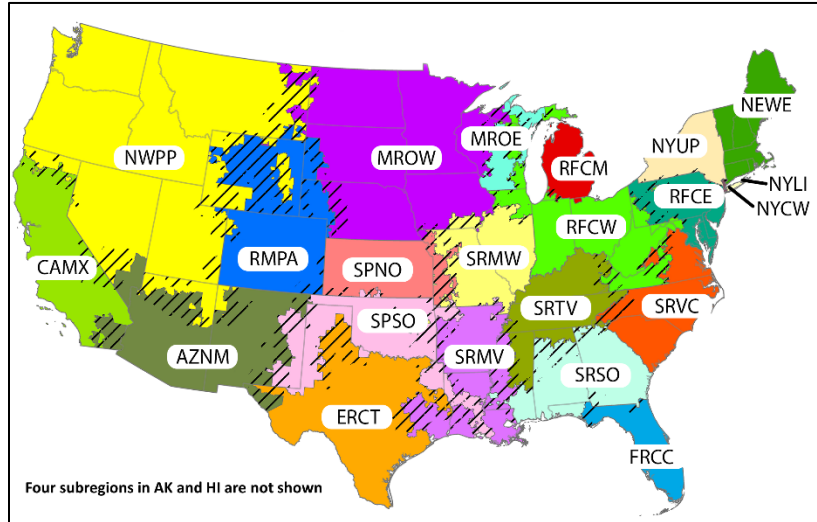 NEWE
NWPP
MROW
MROE
NYUP
RFCM
NYLI
RFCE
NYCW
RFCW
CAMX
RMPA
SPNO
SRMW
SRTV
SRVC
SPSO
SRMV
AZNM
SRSO
ERCT
FRCC
Four subregions in AK and HI are not shown